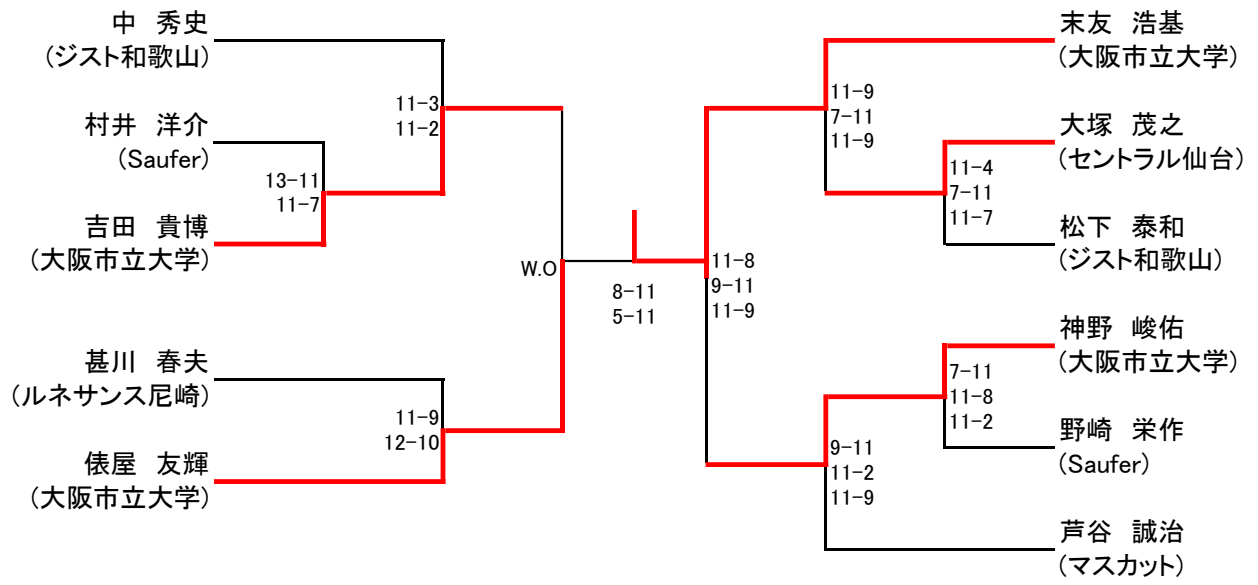 中 秀史
(ジスト和歌山)
村井 洋介
(Saufer)
吉田 貴博
(大阪市立大学)
甚川 春夫
(ルネサンス尼崎)
俵屋 友輝
(大阪市立大学)
13-11
11-7
11-3
11-2
11-9
12-10
W.O
8-11
5-11
11-8
9-11
11-9
11-9
7-11
11-9
11-4
7-11
11-7
7-11
11-8
11-2
9-11
11-2
11-9
末友 浩基
(大阪市立大学)
大塚 茂之
(セントラル仙台)
松下 泰和
(ジスト和歌山)
神野 峻佑
(大阪市立大学)
野崎 栄作
(Saufer)
芦谷 誠治
(マスカット)